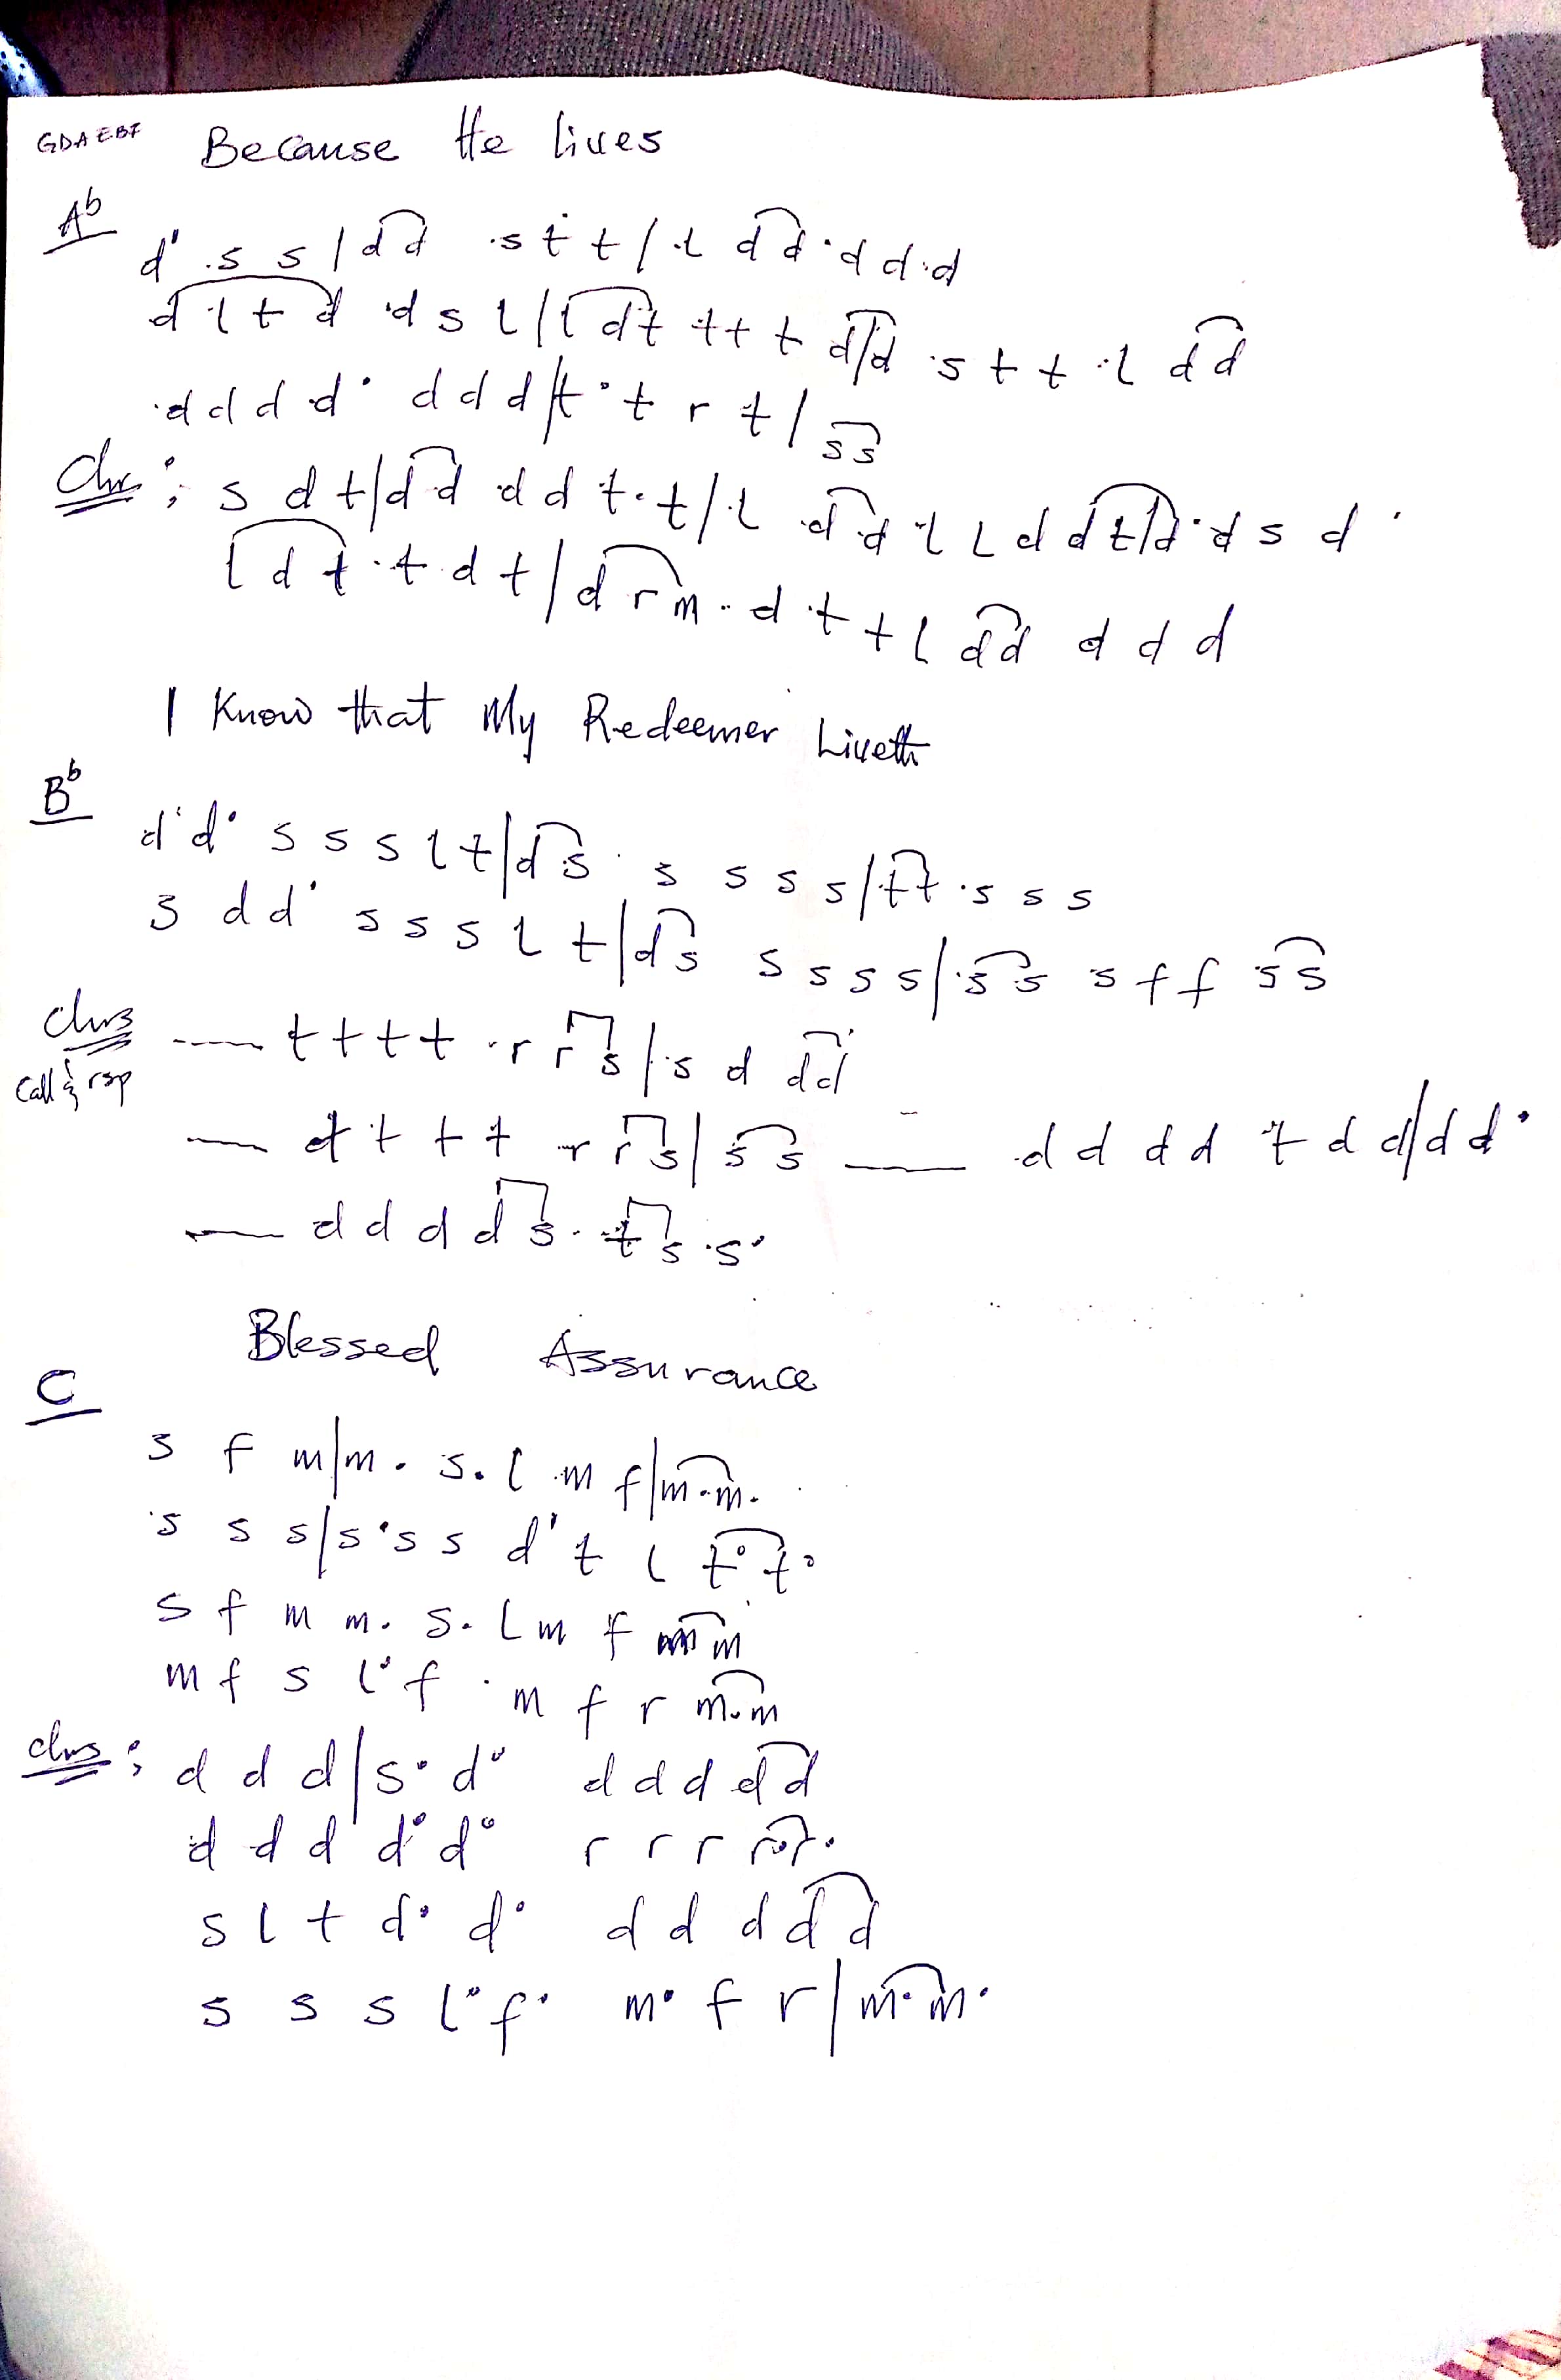 GDAEBF Because He lives
Ab
d' .s s | d d .s t t / .l d d . d d .d
d l t d .d s l / l d t t t t d / d .s t t .l d d
.d d d d . d d d / t . t r t / s s
Chr ; s d t | d d d d t . t / .l d d l l d d t / d . d s d .
l d t . t d t / d r m . d . t t l d d d d d
I Know that My Redeemer Liveth
Bb
d' d . s s s l t | d s . s s s s / t t . s s s
s d d . s s s l t | d s s s s s / . s s s f f s s
Chrs — t t t t . r r s / . s d d d
Call & rsp
— t t t t r r s | s s — d d d d t d d / d d .
— d d d d s . t s . s .
Blessed Assurance
C
s f m | m . s . l m f | m . m .
s s s / s . s s d' t l t . t .
s f m m . s . l m f m m
m f s l . f . m f r m . m
chrs ; d d d | s . d . d d d d d
d d d d . d . r r r r . r .
s l t d . d . d d d d d
s s s l . f . m . f r | m . m .